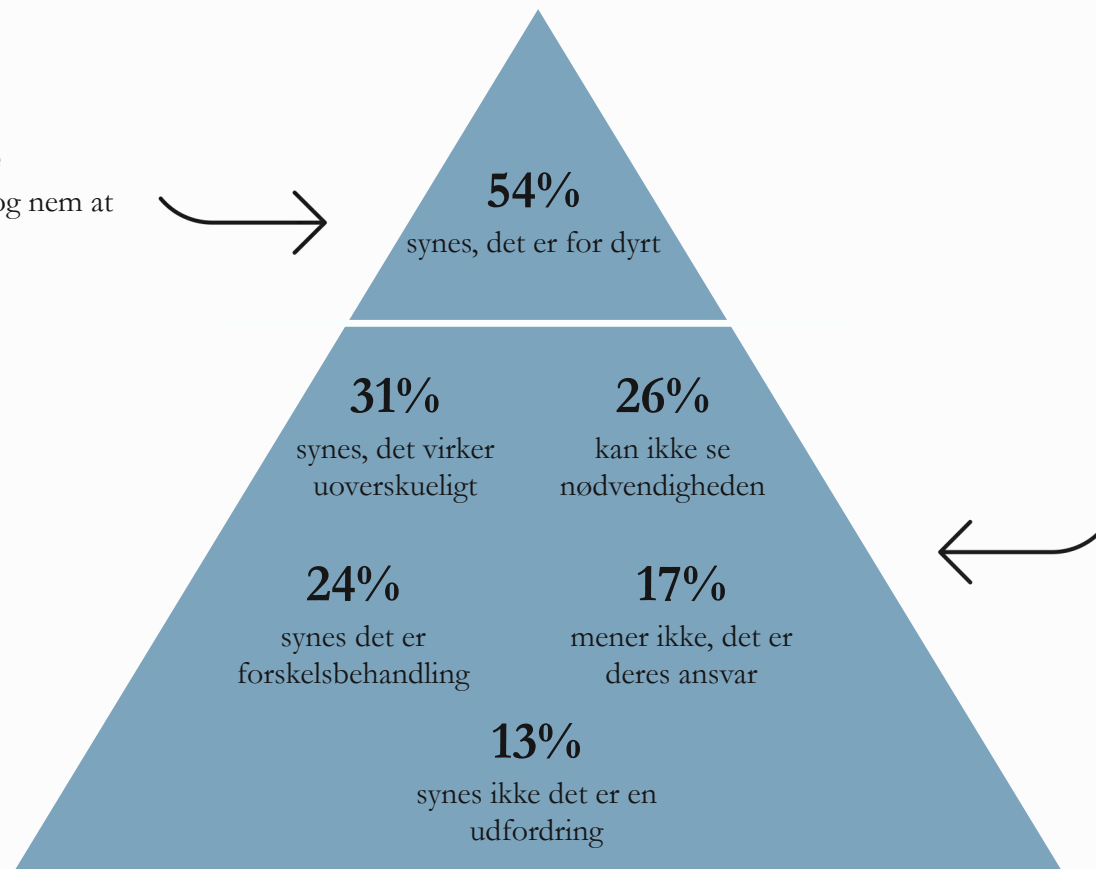 og nem at
54%
synes, det er for dyrt
31%
synes, det virker
uoverskueligt
26%
kan ikke se
nødvendigheden
24%
synes det er
forskelsbehandling
17%
mener ikke, det er
deres ansvar
13%
synes ikke det er en
udfordring